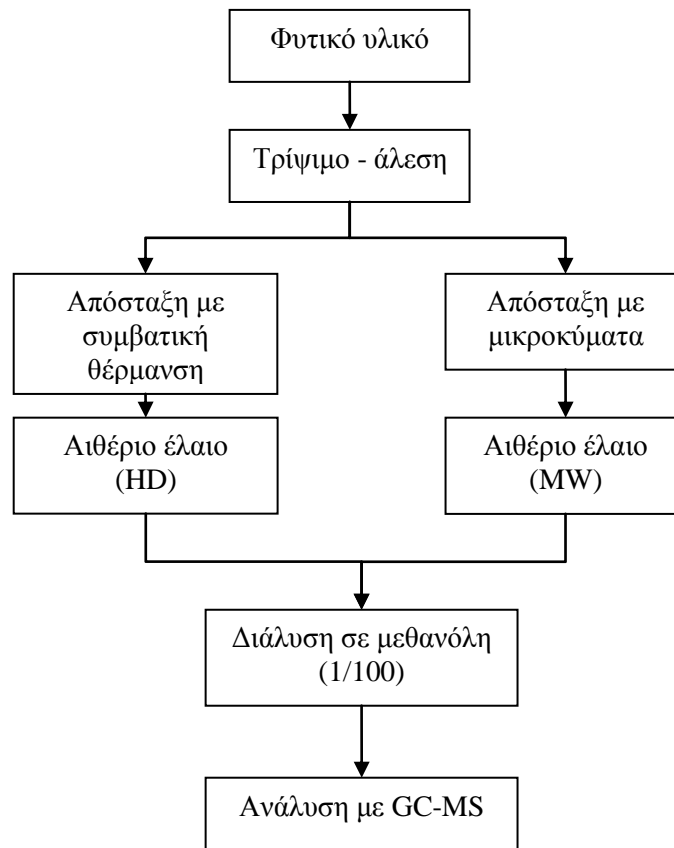 Φυτικό υλικό
Τρίψιμο - άλεση
Απόσταξη με
συμβατική
θέρμανση
Απόσταξη με
μικροκύματα
Αιθέριο έλαιο
(HD)
Αιθέριο έλαιο
(MW)
Διάλυση σε μεθανόλη
(1/100)
Ανάλυση με GC-MS